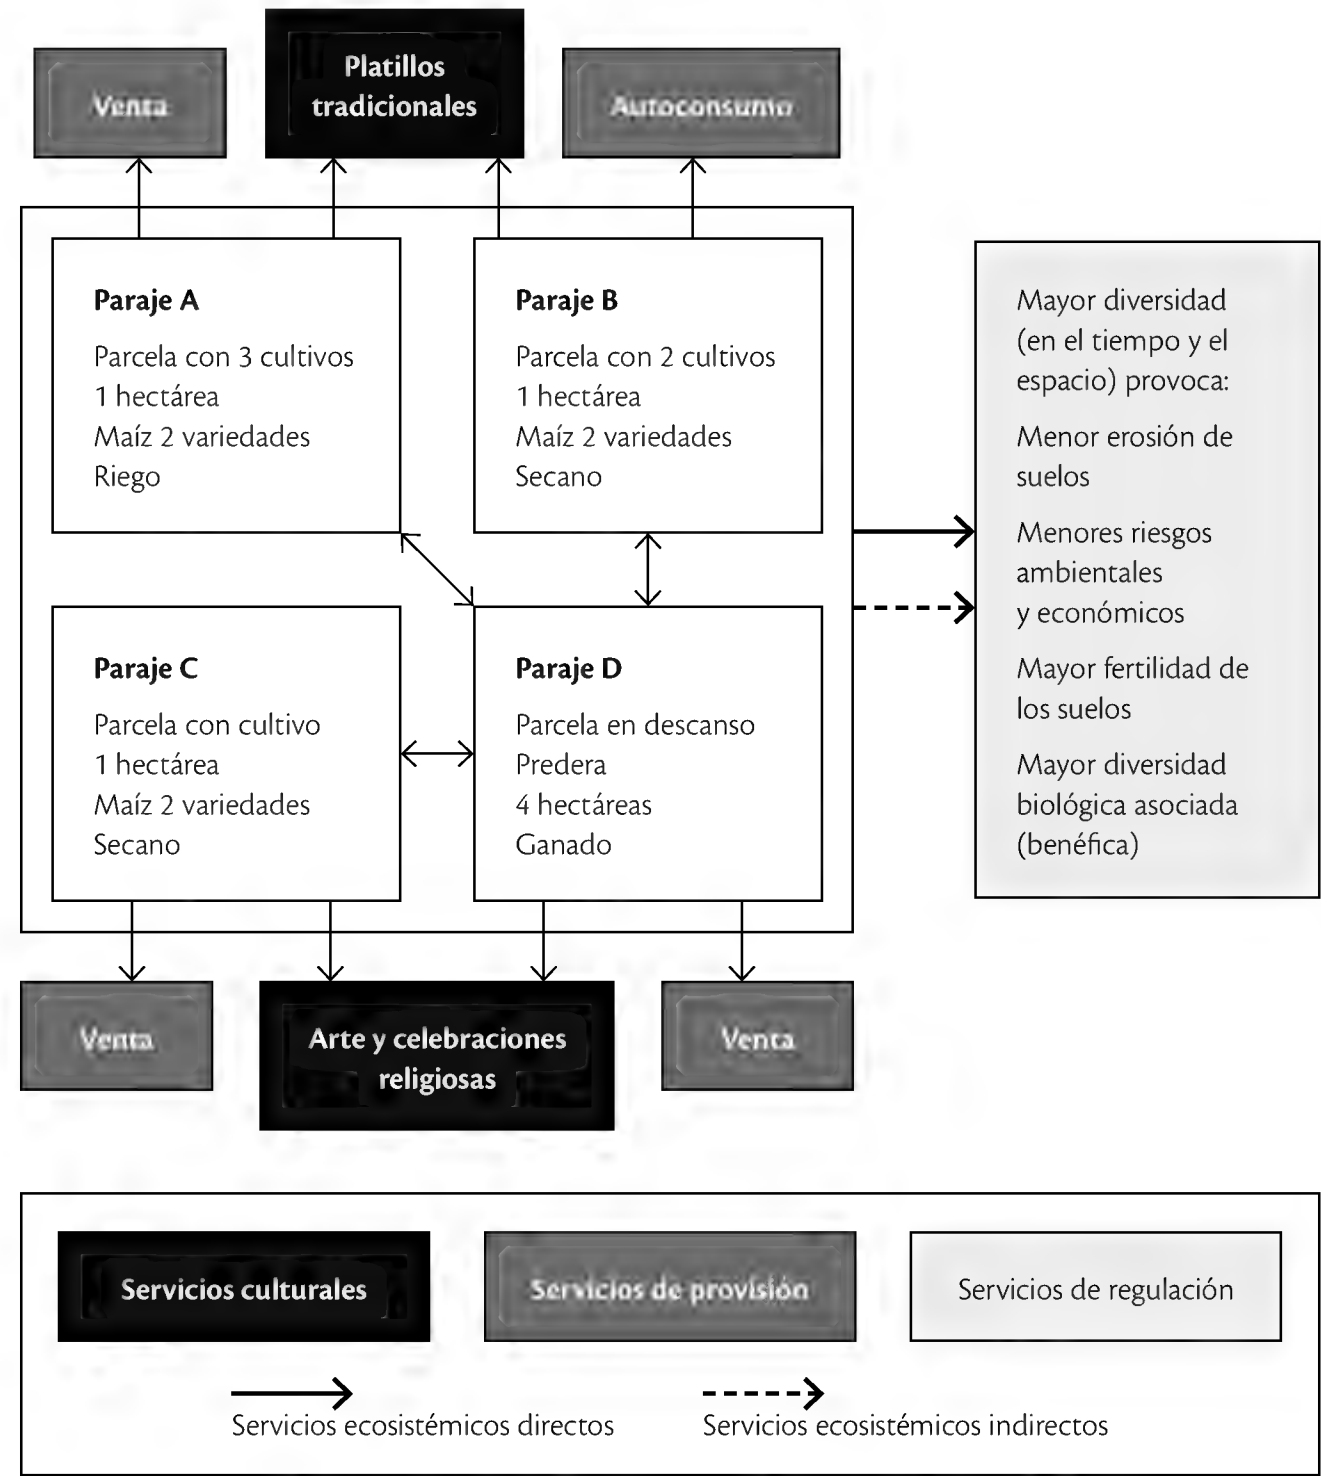 Venta
Platillos
tradicionales
Autoconsumo
Paraje A
Parcela con 3 cultivos
1 hectárea
Maíz 2 variedades
Riego
Paraje B
Parcela con 2 cultivos
1 hectárea
Maíz 2 variedades
Secano
Mayor diversidad
(en el tiempo y el
espacio) provoca:
Menor erosión de
suelos
Menores riesgos
ambientales
y económicos
Mayor fertilidad de
los suelos
Mayor diversidad
biológica asociada
(benéfica)
Paraje C
Parcela con cultivo
1 hectárea
Maíz 2 variedades
Secano
Paraje D
Parcela en descanso
Predera
4 hectáreas
Ganado
Venta
Arte y celebraciones
religiosas
Venta
Servicios culturales
Servicios de provisión
Servicios de regulación
Servicios ecosistémicos directos
Servicios ecosistémicos indirectos